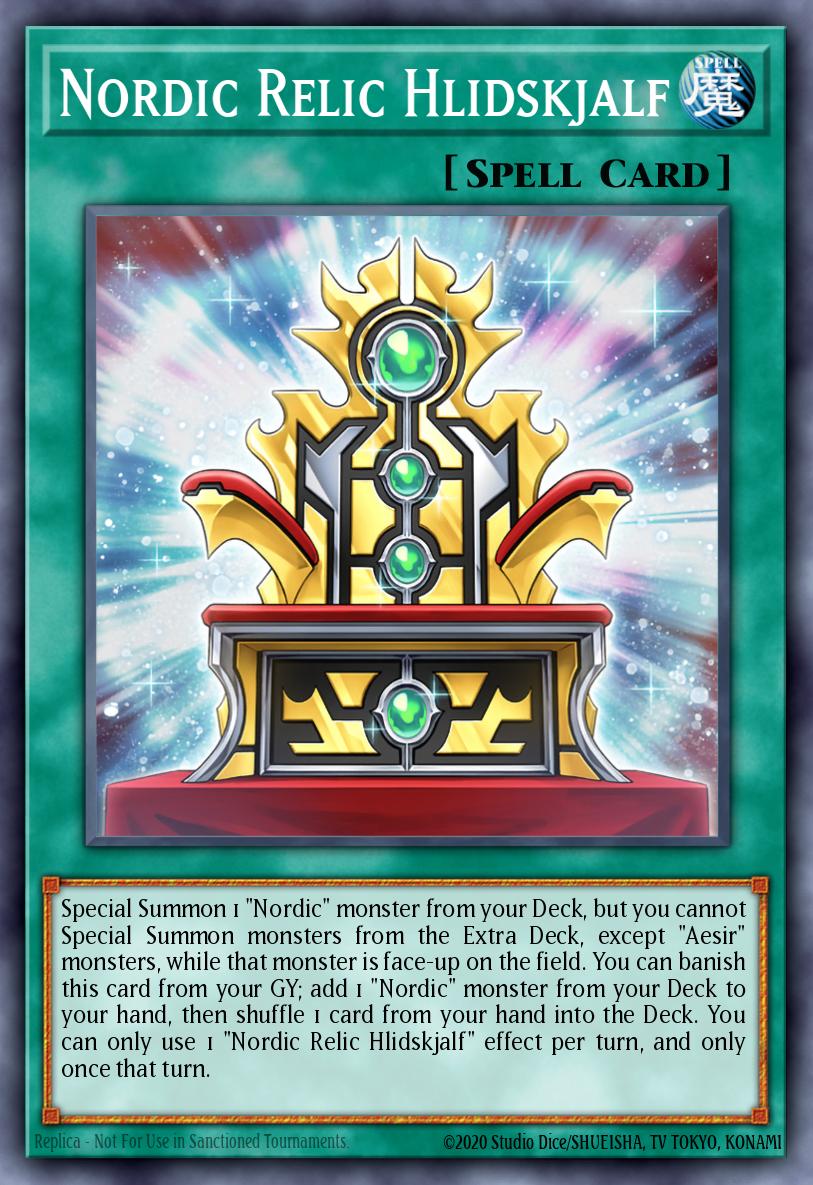 Nordic Relic Hlidskjalf
SPELL
魔
[ Spell Card ]
Special Summon 1 "Nordic" monster from your Deck, but you cannot
Special Summon monsters from the Extra Deck, except "Aesir"
monsters, while that monster is face-up on the field. You can banish
this card from your GY; add 1 "Nordic" monster from your Deck to
your hand, then shuffle 1 card from your hand into the Deck. You
can only use 1 "Nordic Relic Hlidskjalf" effect per turn, and only
once that turn.
Replica - Not For Use in Sanctioned Tournaments.
©2020 Studio Dice/SHUEISHA, TV TOKYO, KONAMI